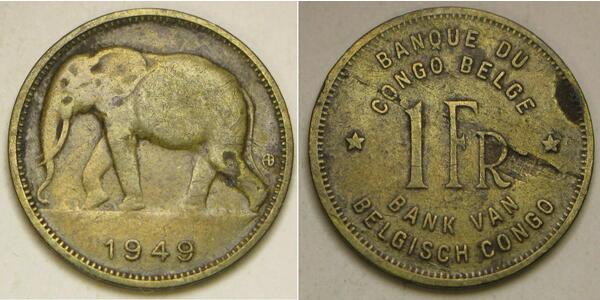 1949
BANQUE DU
CONGO BELGE
1 FR
BANK VAN
BELGISCH CONGO